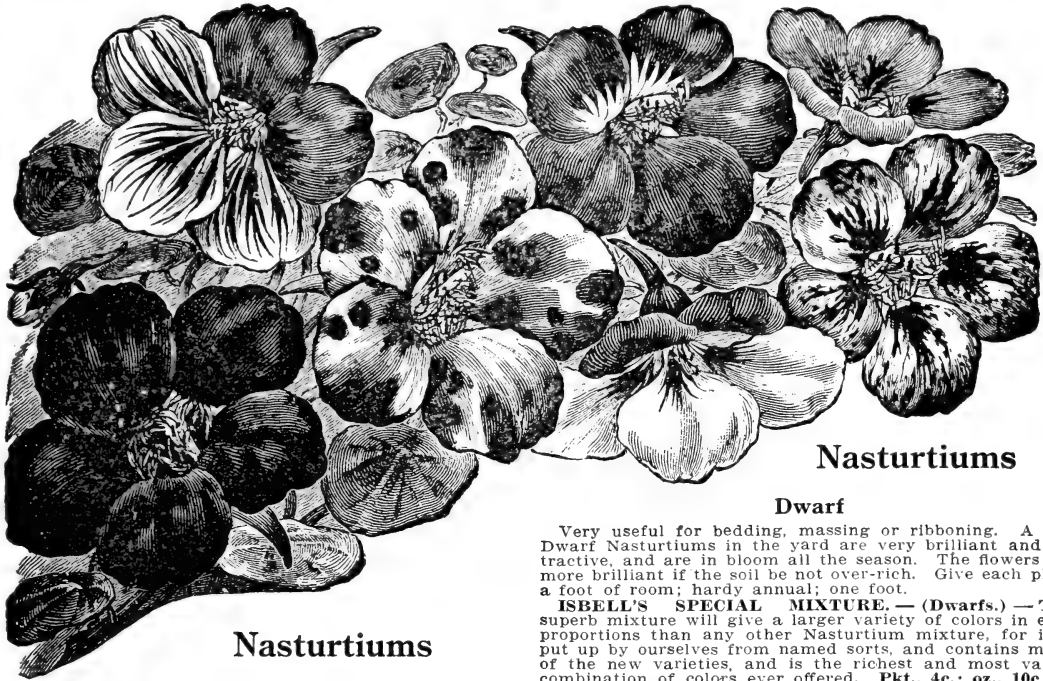 Nasturtiums
Dwarf
Very useful for bedding, massing or ribboning. A
Dwarf Nasturtiums in the yard are very brilliant and
tractive, and are in bloom all the season. The flowers
more brilliant if the soil be not over-rich. Give each p
a foot of room; hardy annual; one foot.
ISBELL'S SPECIAL MIXTURE. — (Dwarfs.) — T
superb mixture will give a larger variety of colors in e
proportions than any other Nasturtium mixture, for i
put up by ourselves from named sorts, and contains m
of the new varieties, and is the richest and most va
combination of colors ever offered. Pkt., 4c.; oz., 10c
Nasturtiums